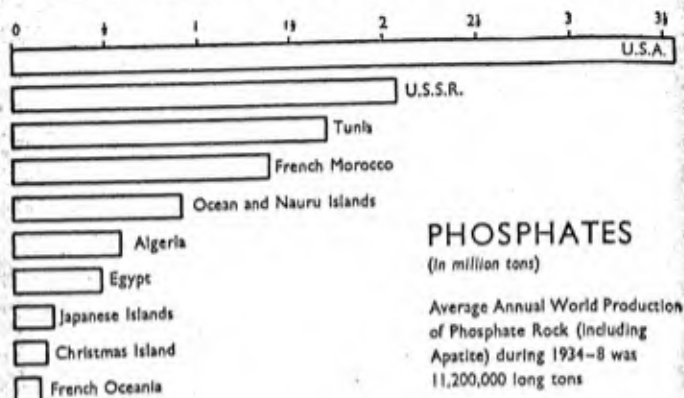 0 ½ 1 1½ 2 2½ 3 3½
U.S.A.
U.S.S.R.
Tunis
French Morocco
Ocean and Nauru Islands
Algeria
Egypt
Japanese Islands
Christmas Island
French Oceania
PHOSPHATES
(In million tons)
Average Annual World Production
of Phosphate Rock (including
Apatite) during 1934–8 was
11,200,000 long tons